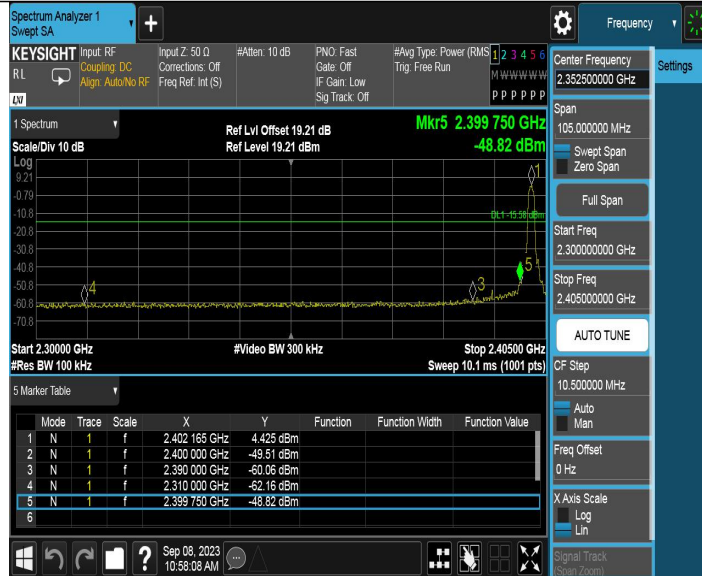 Spectrum Analyzer 1
Swept SA
+
Frequency
KEYSIGHT
RL
LXI
Input: RF
Coupling: DC
Align: Auto/No RF
Input Z: 50 Ω
Corrections: Off
Freq Ref: Int (S)
#Atten: 10 dB
PNO: Fast
Gate: Off
IF Gain: Low
Sig Track: Off
#Avg Type: Power (RMS
Trig: Free Run
1 2 3 4 5 6
M W W W W W
P P P P P P
1 Spectrum
Scale/Div 10 dB
Ref Lvl Offset 19.21 dB
Ref Level 19.21 dBm
Mkr5 2.399 750 GHz
-48.82 dBm
Log
9.21
-0.79
-10.8
-20.8
-30.8
-40.8
-50.8
-60.8
-70.8
1
DL1 -15.58 dBm
5
3
4
Start 2.30000 GHz
#Res BW 100 kHz
#Video BW 300 kHz
Stop 2.40500 GHz
Sweep 10.1 ms (1001 pts)
5 Marker Table
Mode Trace Scale X Y Function Function Width Function Value
1 N 1 f 2.402 165 GHz 4.425 dBm
2 N 1 f 2.400 000 GHz -49.51 dBm
3 N 1 f 2.390 000 GHz -60.06 dBm
4 N 1 f 2.310 000 GHz -62.16 dBm
5 N 1 f 2.399 750 GHz -48.82 dBm
6
?
Sep 08, 2023
10:58:08 AM
Center Frequency
2.352500000 GHz
Settings
Span
105.000000 MHz
Swept Span
Zero Span
Full Span
Start Freq
2.300000000 GHz
Stop Freq
2.405000000 GHz
AUTO TUNE
CF Step
10.500000 MHz
Auto
Man
Freq Offset
0 Hz
X Axis Scale
Log
Lin
Signal Track
(Span Zoom)